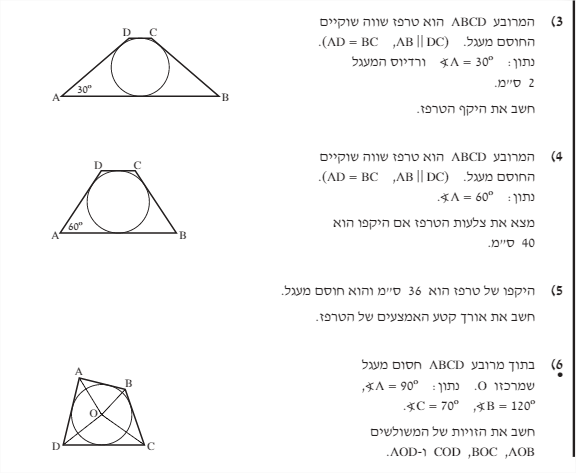 3) המרובע ABCD הוא טרפז שווה שוקיים
החוסם מעגל. (AD = BC ,AB || DC).
נתון: ∢A = 30° ורדיוס המעגל
2 ס״מ.
חשב את היקף הטרפז.
D C
A 30° B
4) המרובע ABCD הוא טרפז שווה שוקיים
החוסם מעגל. (AD = BC ,AB || DC).
נתון: ∢A = 60°.
מצא את צלעות הטרפז אם היקפו הוא
40 ס״מ.
D C
A 60° B
5) היקפו של טרפז הוא 36 ס״מ והוא חוסם מעגל.
חשב את אורך קטע האמצעים של הטרפז.
6) בתוך מרובע ABCD חסום מעגל
שמרכזו O. נתון: ∢A = 90°,
∢B = 120°, ∢C = 70°.
חשב את הזויות של המשולשים
AOB, BOC, COD ו-AOD.
A
B
O
D C